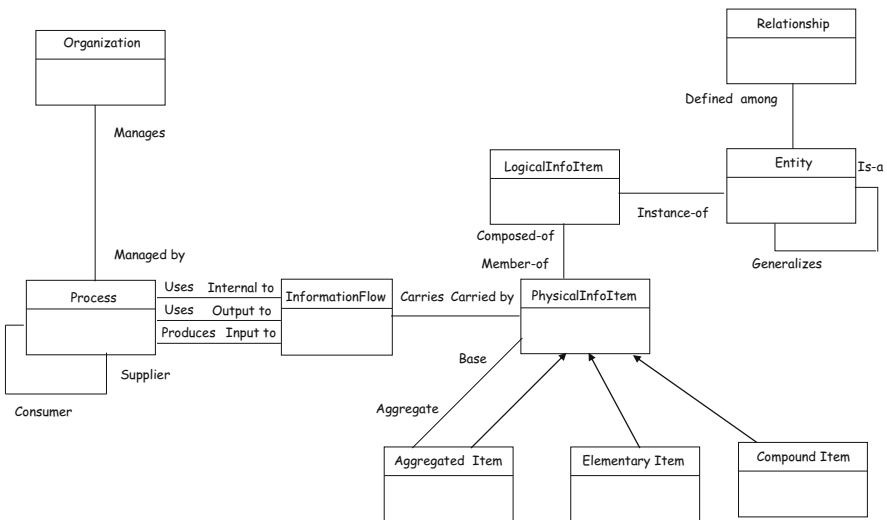 Relationship
Organization
Defined among
Manages
Entity
Is-a
LogicalInfoItem
Instance-of
Composed-of
Managed by
Member-of
Generalizes
Process
Uses Internal to
InformationFlow
Carries Carried by
PhysicalInfoItem
Uses Output to
Produces Input to
Base
Supplier
Consumer
Aggregate
Aggregated Item
Elementary Item
Compound Item